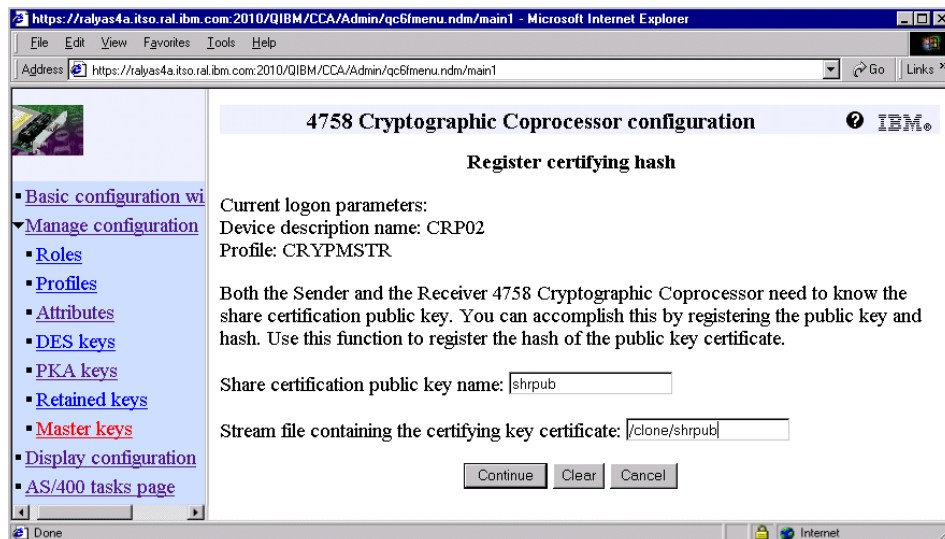 https://ralyas4a.itso.ral.ibm.com:2010/QIBM/CCA/Admin/qc6fmenu.ndm/main1 - Microsoft Internet Explorer
File Edit View Favorites Tools Help
Address https://ralyas4a.itso.ral.ibm.com:2010/QIBM/CCA/Admin/qc6fmenu.ndm/main1 Go Links »
4758 Cryptographic Coprocessor configuration ? IBM®
Register certifying hash
Basic configuration wi
Manage configuration
Roles
Profiles
Attributes
DES keys
PKA keys
Retained keys
Master keys
Display configuration
AS/400 tasks page
Current logon parameters:
Device description name: CRP02
Profile: CRYPMSTR
Both the Sender and the Receiver 4758 Cryptographic Coprocessor need to know the
share certification public key. You can accomplish this by registering the public key and
hash. Use this function to register the hash of the public key certificate.
Share certification public key name: shrpub
Stream file containing the certifying key certificate: /clone/shrpub
Continue Clear Cancel
Done Internet